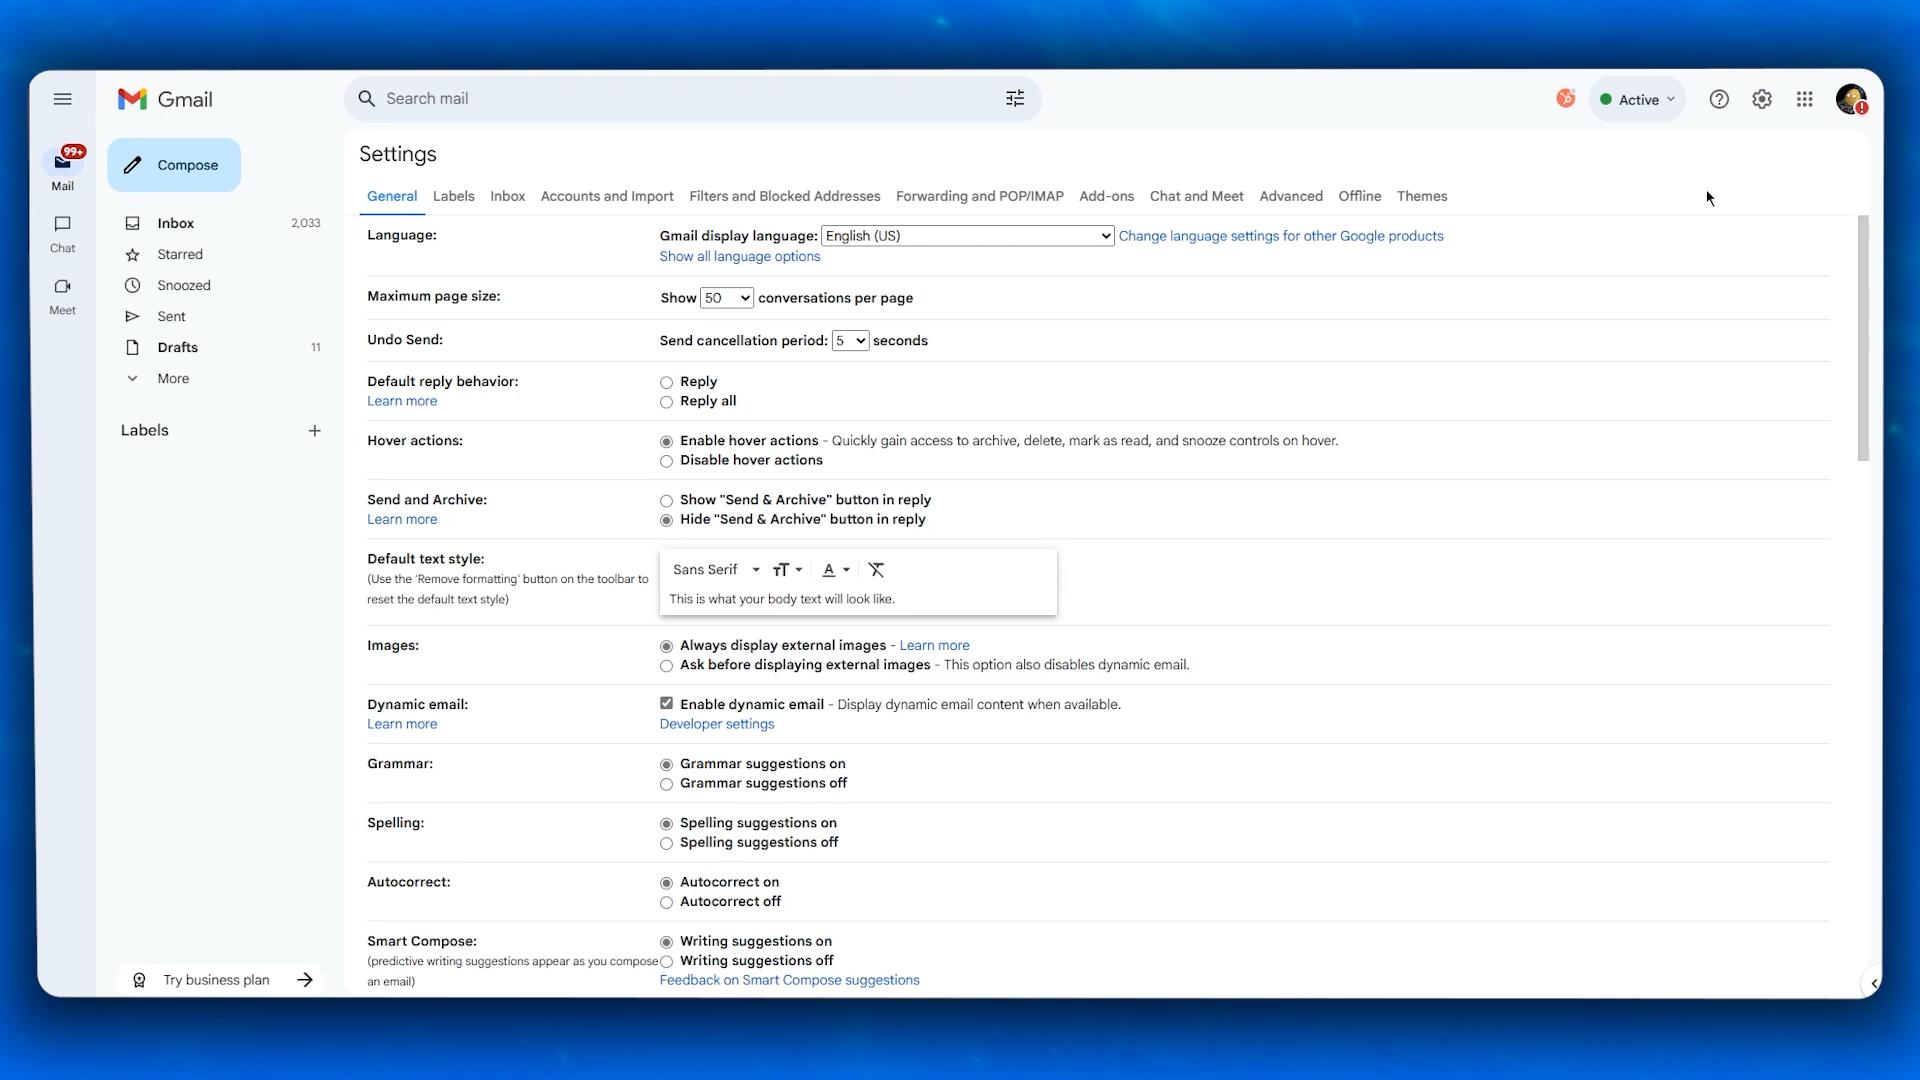 Gmail
Search mail
Active
99+
Mail
Chat
Meet
Compose
Inbox 2,033
Starred
Snoozed
Sent
Drafts 11
More
Labels +
Try business plan
Settings
General Labels Inbox Accounts and Import Filters and Blocked Addresses Forwarding and POP/IMAP Add-ons Chat and Meet Advanced Offline Themes
Language: Gmail display language: English (US) Change language settings for other Google products
Show all language options
Maximum page size: Show 50 conversations per page
Undo Send: Send cancellation period: 5 seconds
Default reply behavior: Reply
Learn more Reply all
Hover actions: Enable hover actions - Quickly gain access to archive, delete, mark as read, and snooze controls on hover.
Disable hover actions
Send and Archive: Show "Send & Archive" button in reply
Learn more Hide "Send & Archive" button in reply
Default text style:
(Use the 'Remove formatting' button on the toolbar to
reset the default text style)
Sans Serif
This is what your body text will look like.
Images: Always display external images - Learn more
Ask before displaying external images - This option also disables dynamic email.
Dynamic email: Enable dynamic email - Display dynamic email content when available.
Learn more Developer settings
Grammar: Grammar suggestions on
Grammar suggestions off
Spelling: Spelling suggestions on
Spelling suggestions off
Autocorrect: Autocorrect on
Autocorrect off
Smart Compose: Writing suggestions on
(predictive writing suggestions appear as you compose Writing suggestions off
an email) Feedback on Smart Compose suggestions